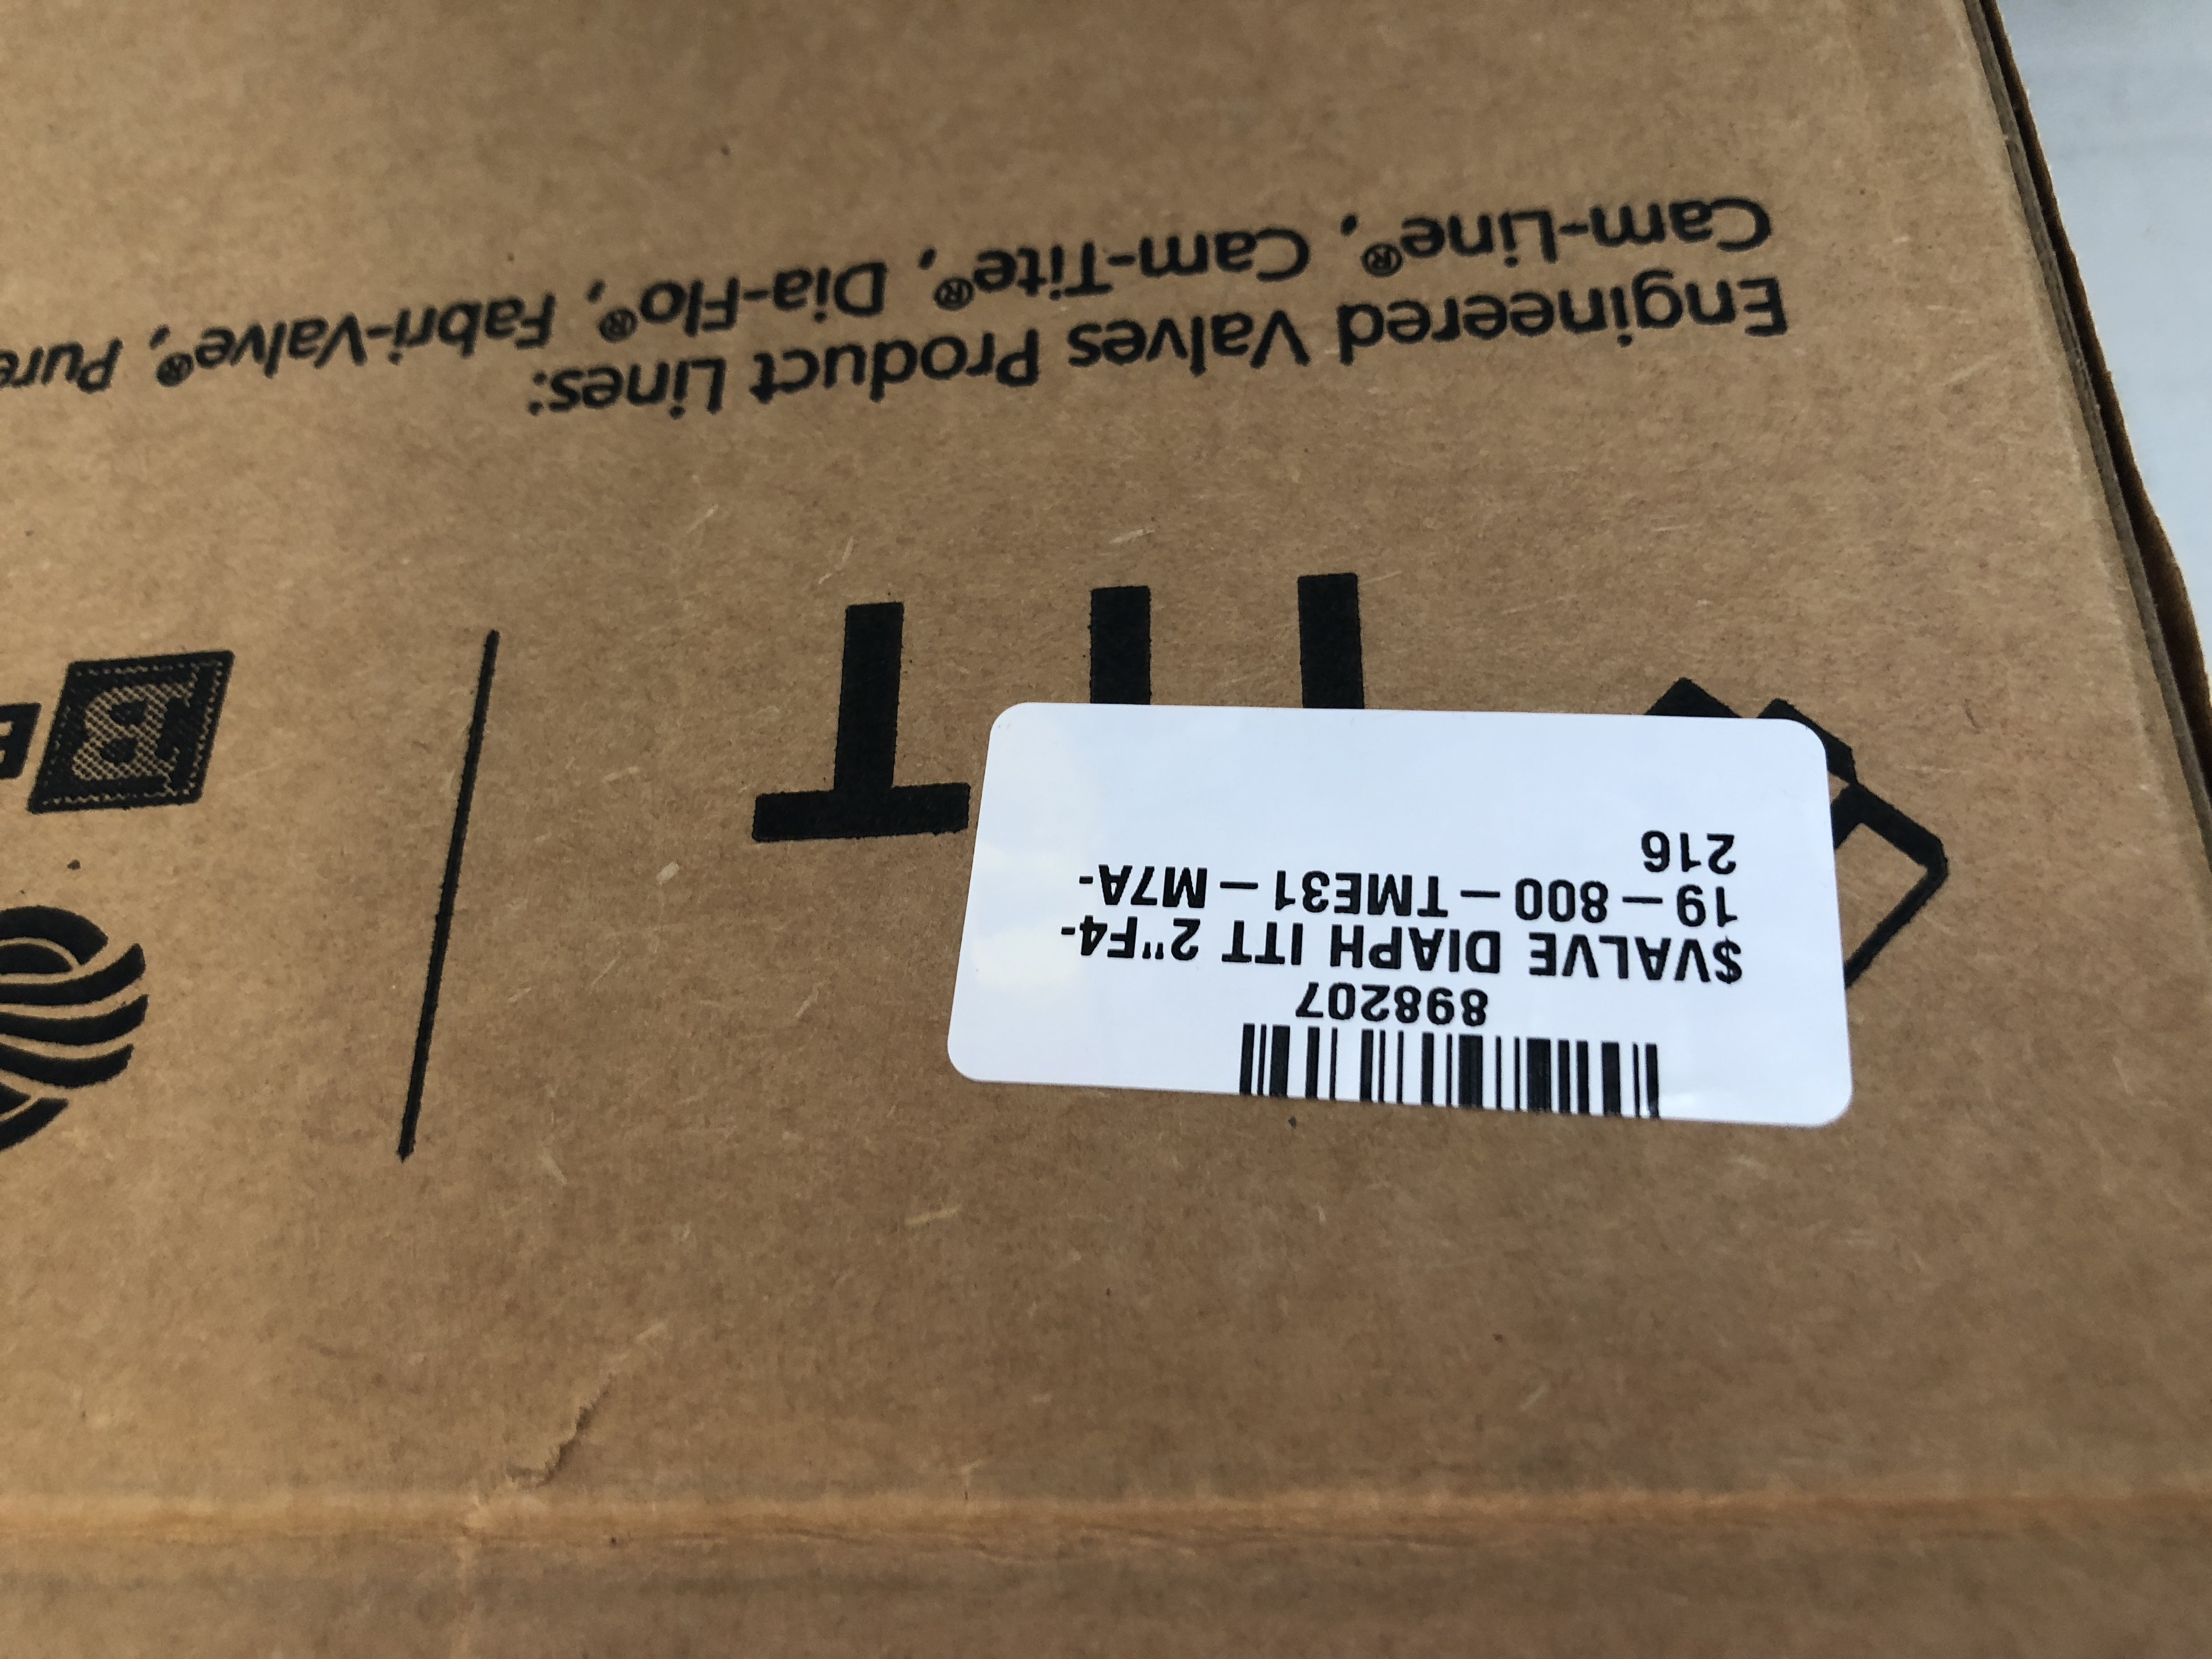 898207
$VALVE DIAPH ITT 2"F4-
19-800-TME31-M7A-
216
ITT
B
Engineered Valves Product Lines:
Cam-Line®, Cam-Tite®, Dia-Flo®, Fabri-Valve®, Pure